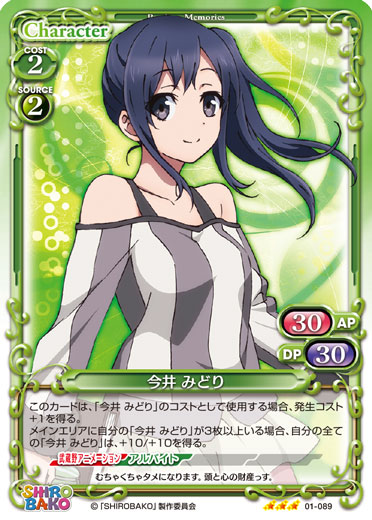 Precious Memories
Character
COST
2
SOURCE
2
30 AP
DP 30
今井 みどり
このカードは、「今井 みどり」のコストとして使用する場合、発生コスト
+1を得る。
メインエリアに自分の「今井 みどり」が3枚以上いる場合、自分の全て
の「今井 みどり」は、+10/+10を得る。
武蔵野アニメーション アルバイト
むちゃくちゃタメになります。頭と心の財産っす。
SHIRO
BAKO
© 「SHIROBAKO」製作委員会
★★★ 01-089